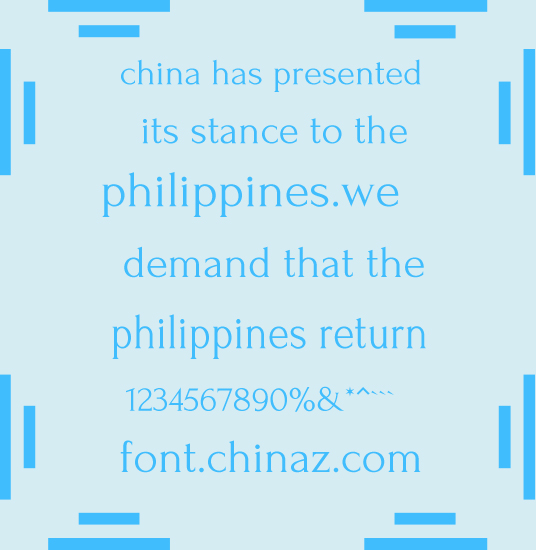 china has presented
its stance to the
philippines.we
demand that the
philippines return
1234567890%&*^```
font.chinaz.com